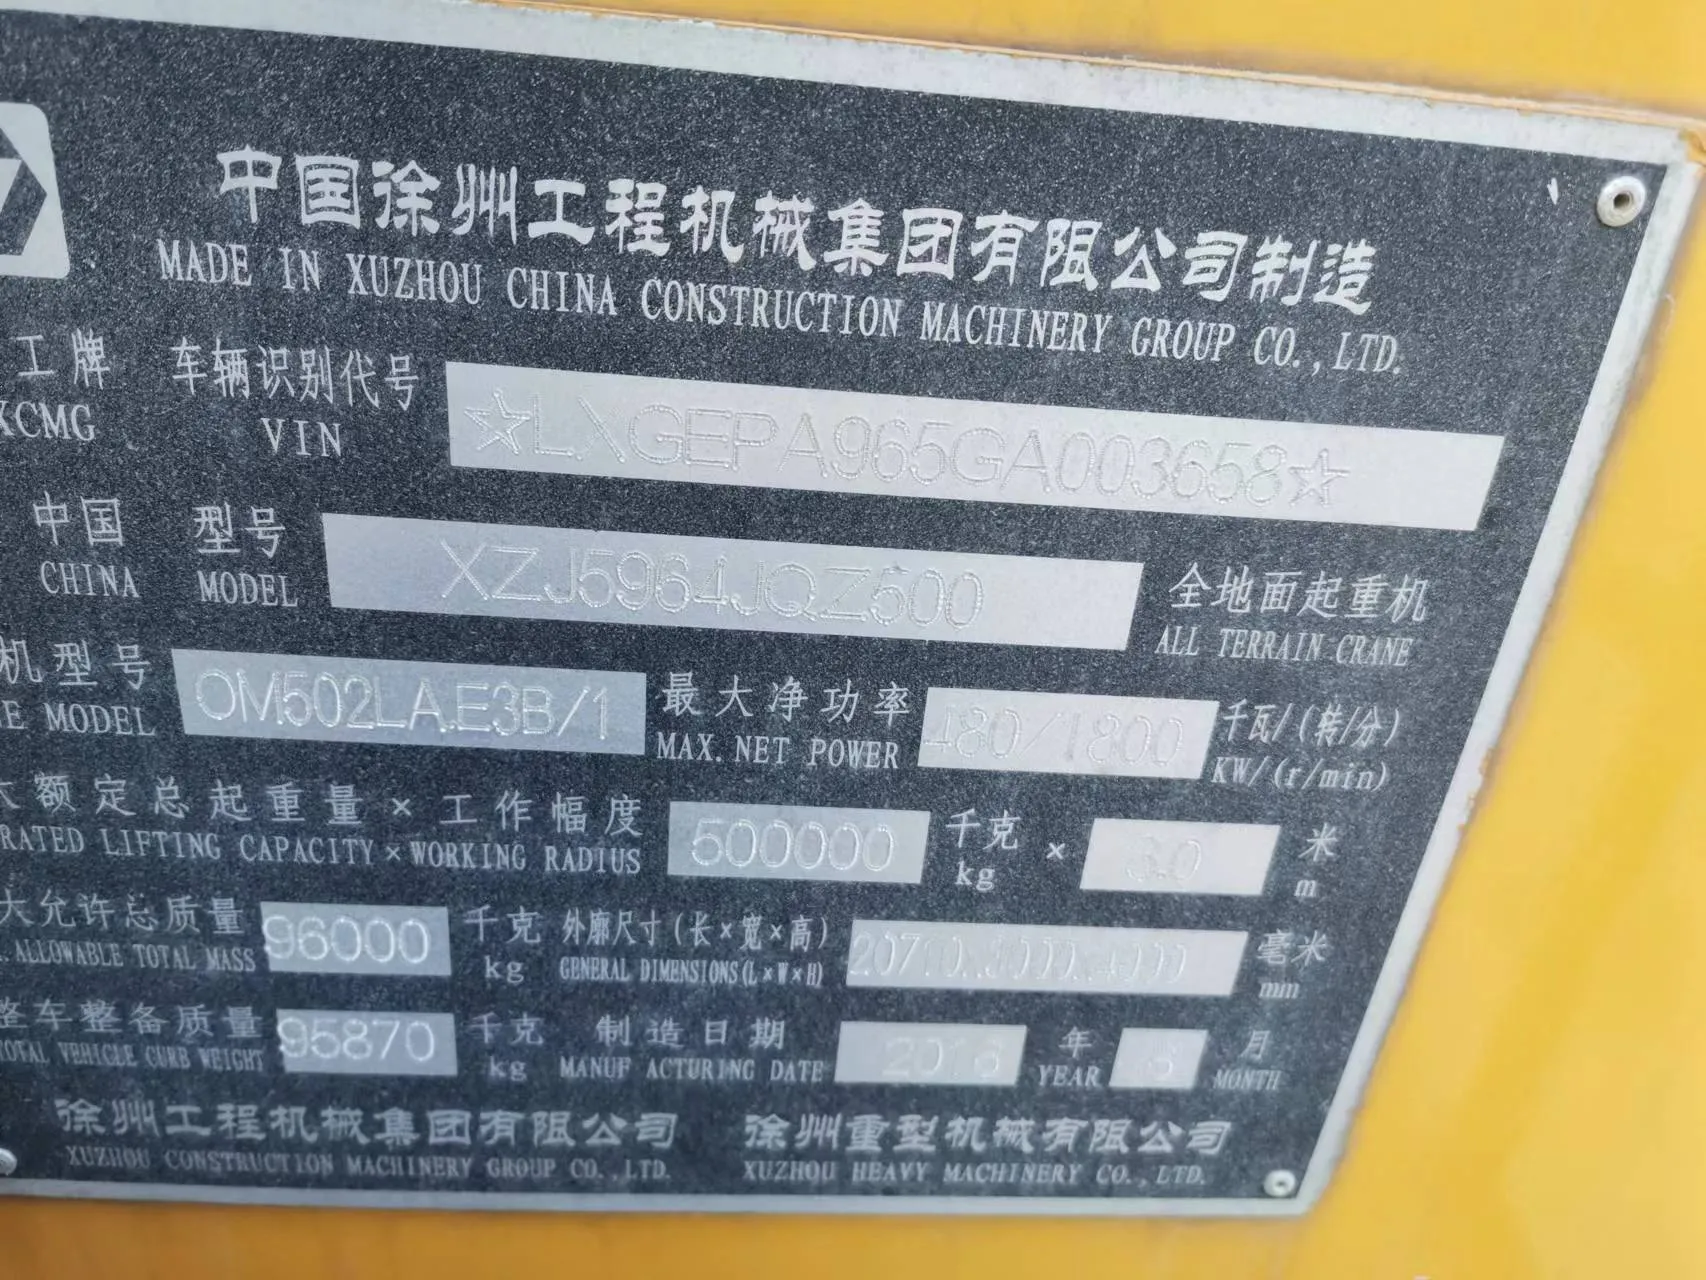 中国徐州工程机械集团有限公司制造
MADE IN XUZHOU CHINA CONSTRUCTION MACHINERY GROUP CO.,LTD.
工牌 车辆识别代号 ☆LXGEPA965GA003658☆
XCMG VIN
中国 型号 XZJ5964JQZ500 全地面起重机
CHINA MODEL ALL TERRAIN CRANE
机型号 OM502LA.E3B/1 最大净功率 480/1800 千瓦/(转/分)
E MODEL MAX. NET POWER KW/(r/min)
大额定总起重量×工作幅度 500000 千克 × 3.0 米
RATED LIFTING CAPACITY×WORKING RADIUS kg m
大允许总质量 96000 千克 外廓尺寸(长×宽×高) 毫米
. ALLOWABLE TOTAL MASS kg GENERAL DIMENSIONS(L×W×H) mm
整车整备质量 95870 千克 制造日期 2016 年 月
TOTAL VEHICLE CURB WEIGHT kg MANUF ACTURING DATE YEAR MONTH
徐州工程机械集团有限公司 徐州重型机械有限公司
XUZHOU CONSTRUCTION MACHINERY GROUP CO.,LTD. XUZHOU HEAVY MACHINERY CO.,LTD.